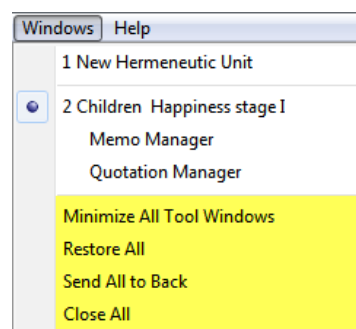 Windows Help
1 New Hermeneutic Unit
2 Children Happiness stage I
Memo Manager
Quotation Manager
Minimize All Tool Windows
Restore All
Send All to Back
Close All